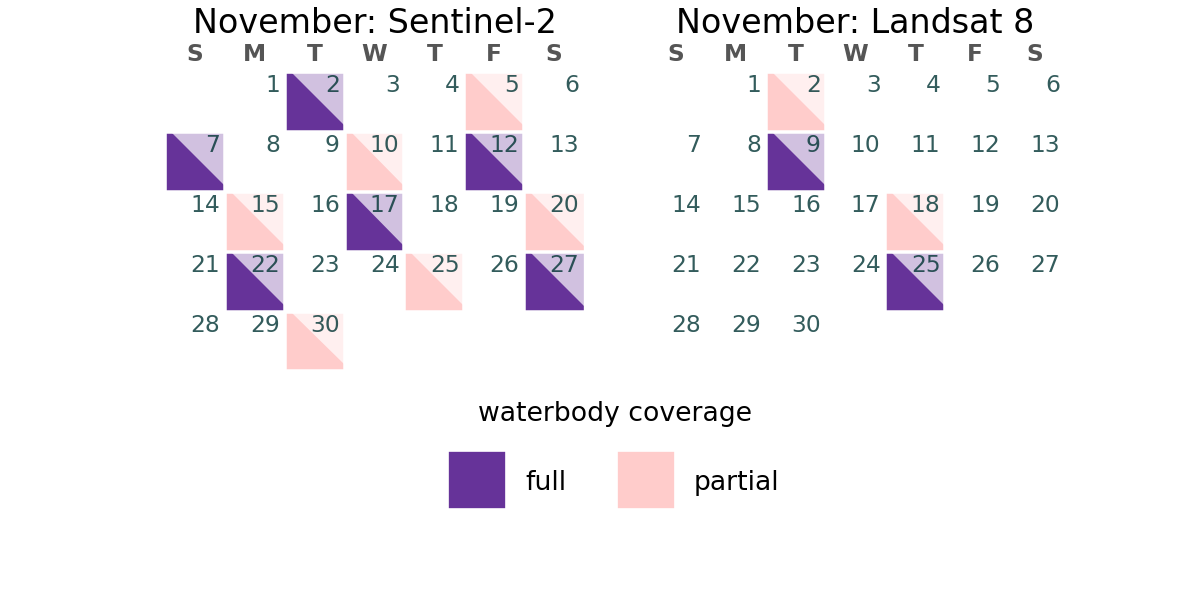 November: Sentinel-2
S M T W T F S
1 2 3 4 5 6
7 8 9 10 11 12 13
14 15 16 17 18 19 20
21 22 23 24 25 26 27
28 29 30
November: Landsat 8
S M T W T F S
1 2 3 4 5 6
7 8 9 10 11 12 13
14 15 16 17 18 19 20
21 22 23 24 25 26 27
28 29 30
waterbody coverage
full partial